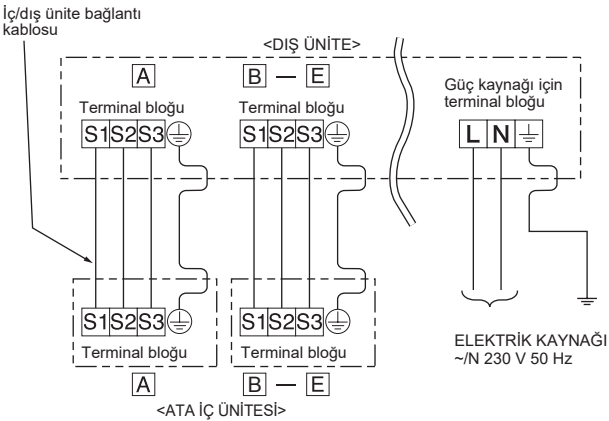 İç/dış ünite bağlantı
kablosu
<DIŞ ÜNİTE>
A
B — E
Terminal bloğu
Terminal bloğu
Güç kaynağı için
terminal bloğu
S1 S2 S3
S1 S2 S3
L N
S1 S2 S3
S1 S2 S3
Terminal bloğu
Terminal bloğu
A
B — E
<ATA İÇ ÜNİTESİ>
ELEKTRİK KAYNAĞI
~/N 230 V 50 Hz